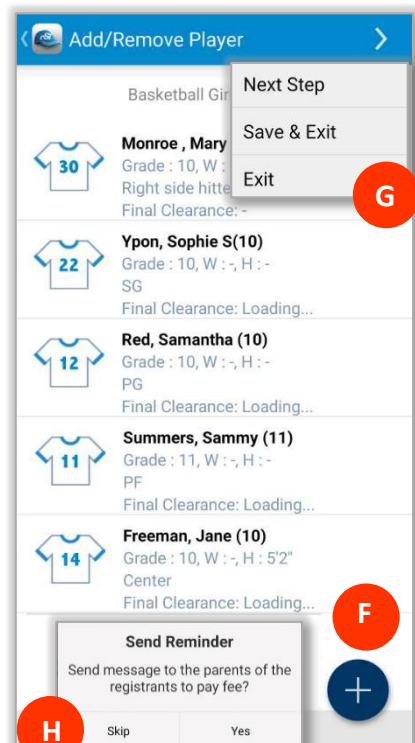 Add/Remove Player
Next Step
Save & Exit
Exit
G
Basketball Gir
30
Monroe , Mary
Grade : 10, W :
Right side hitte
Final Clearance: -
22
Ypon, Sophie S(10)
Grade : 10, W : -, H : -
SG
Final Clearance: Loading...
12
Red, Samantha (10)
Grade : 10, W : -, H : -
PG
Final Clearance: Loading...
11
Summers, Sammy (11)
Grade : 11, W : -, H : -
PF
Final Clearance: Loading...
14
Freeman, Jane (10)
Grade : 10, W : -, H : 5'2"
Center
Final Clearance: Loading...
F
+
Send Reminder
Send message to the parents of the
registrants to pay fee?
H
Skip
Yes